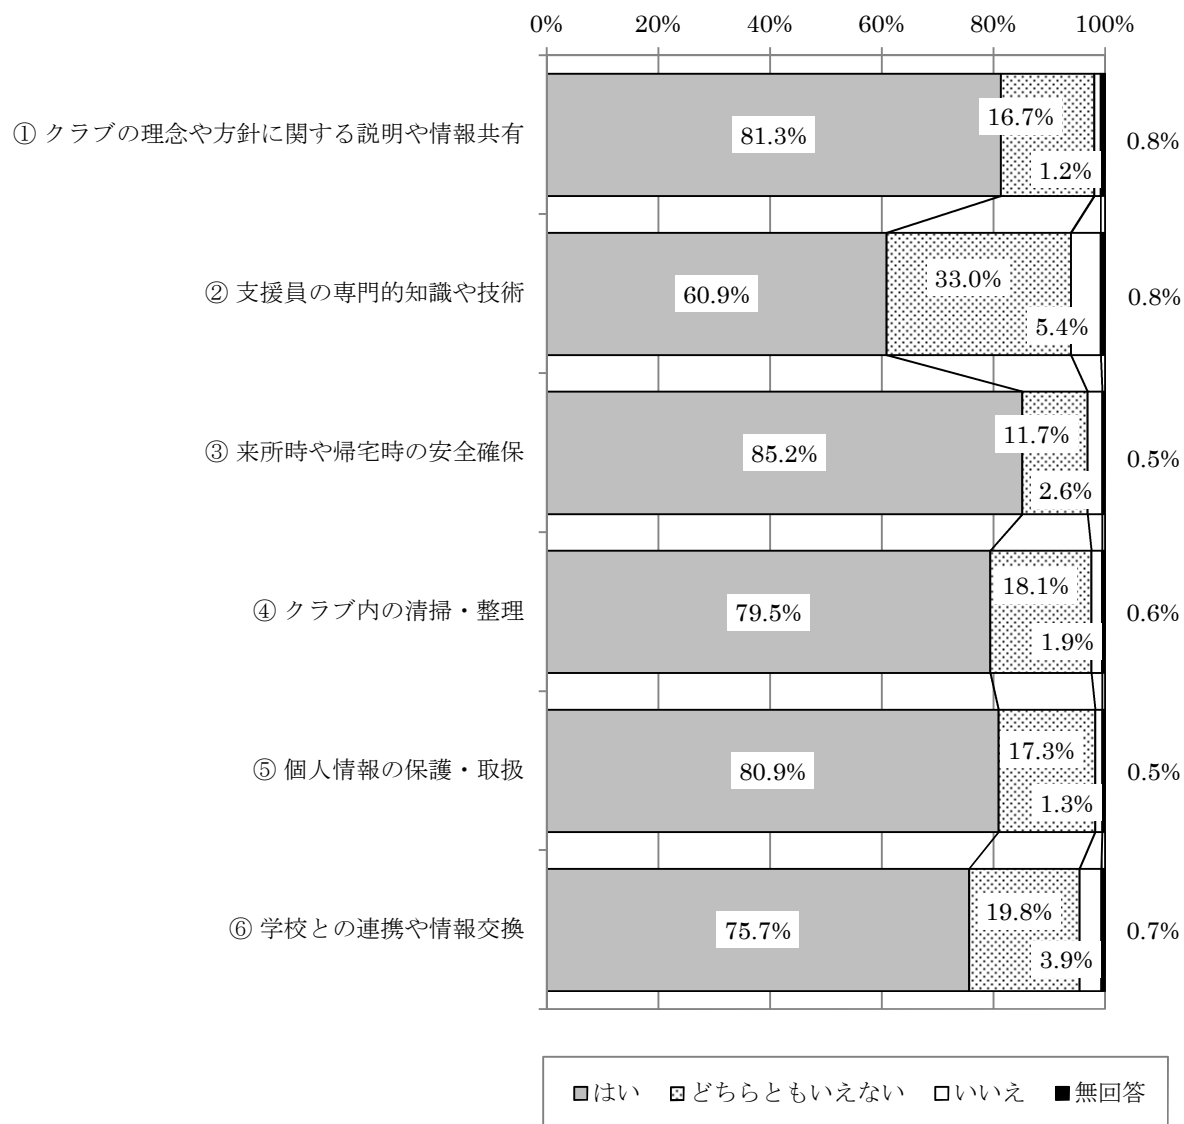 0% 20% 40% 60% 80% 100%
① クラブの理念や方針に関する説明や情報共有 81.3% 16.7% 1.2% 0.8%
② 支援員の専門的知識や技術 60.9% 33.0% 5.4% 0.8%
③ 来所時や帰宅時の安全確保 85.2% 11.7% 2.6% 0.5%
④ クラブ内の清掃・整理 79.5% 18.1% 1.9% 0.6%
⑤ 個人情報の保護・取扱 80.9% 17.3% 1.3% 0.5%
⑥ 学校との連携や情報交換 75.7% 19.8% 3.9% 0.7%
はい どちらともいえない いいえ 無回答